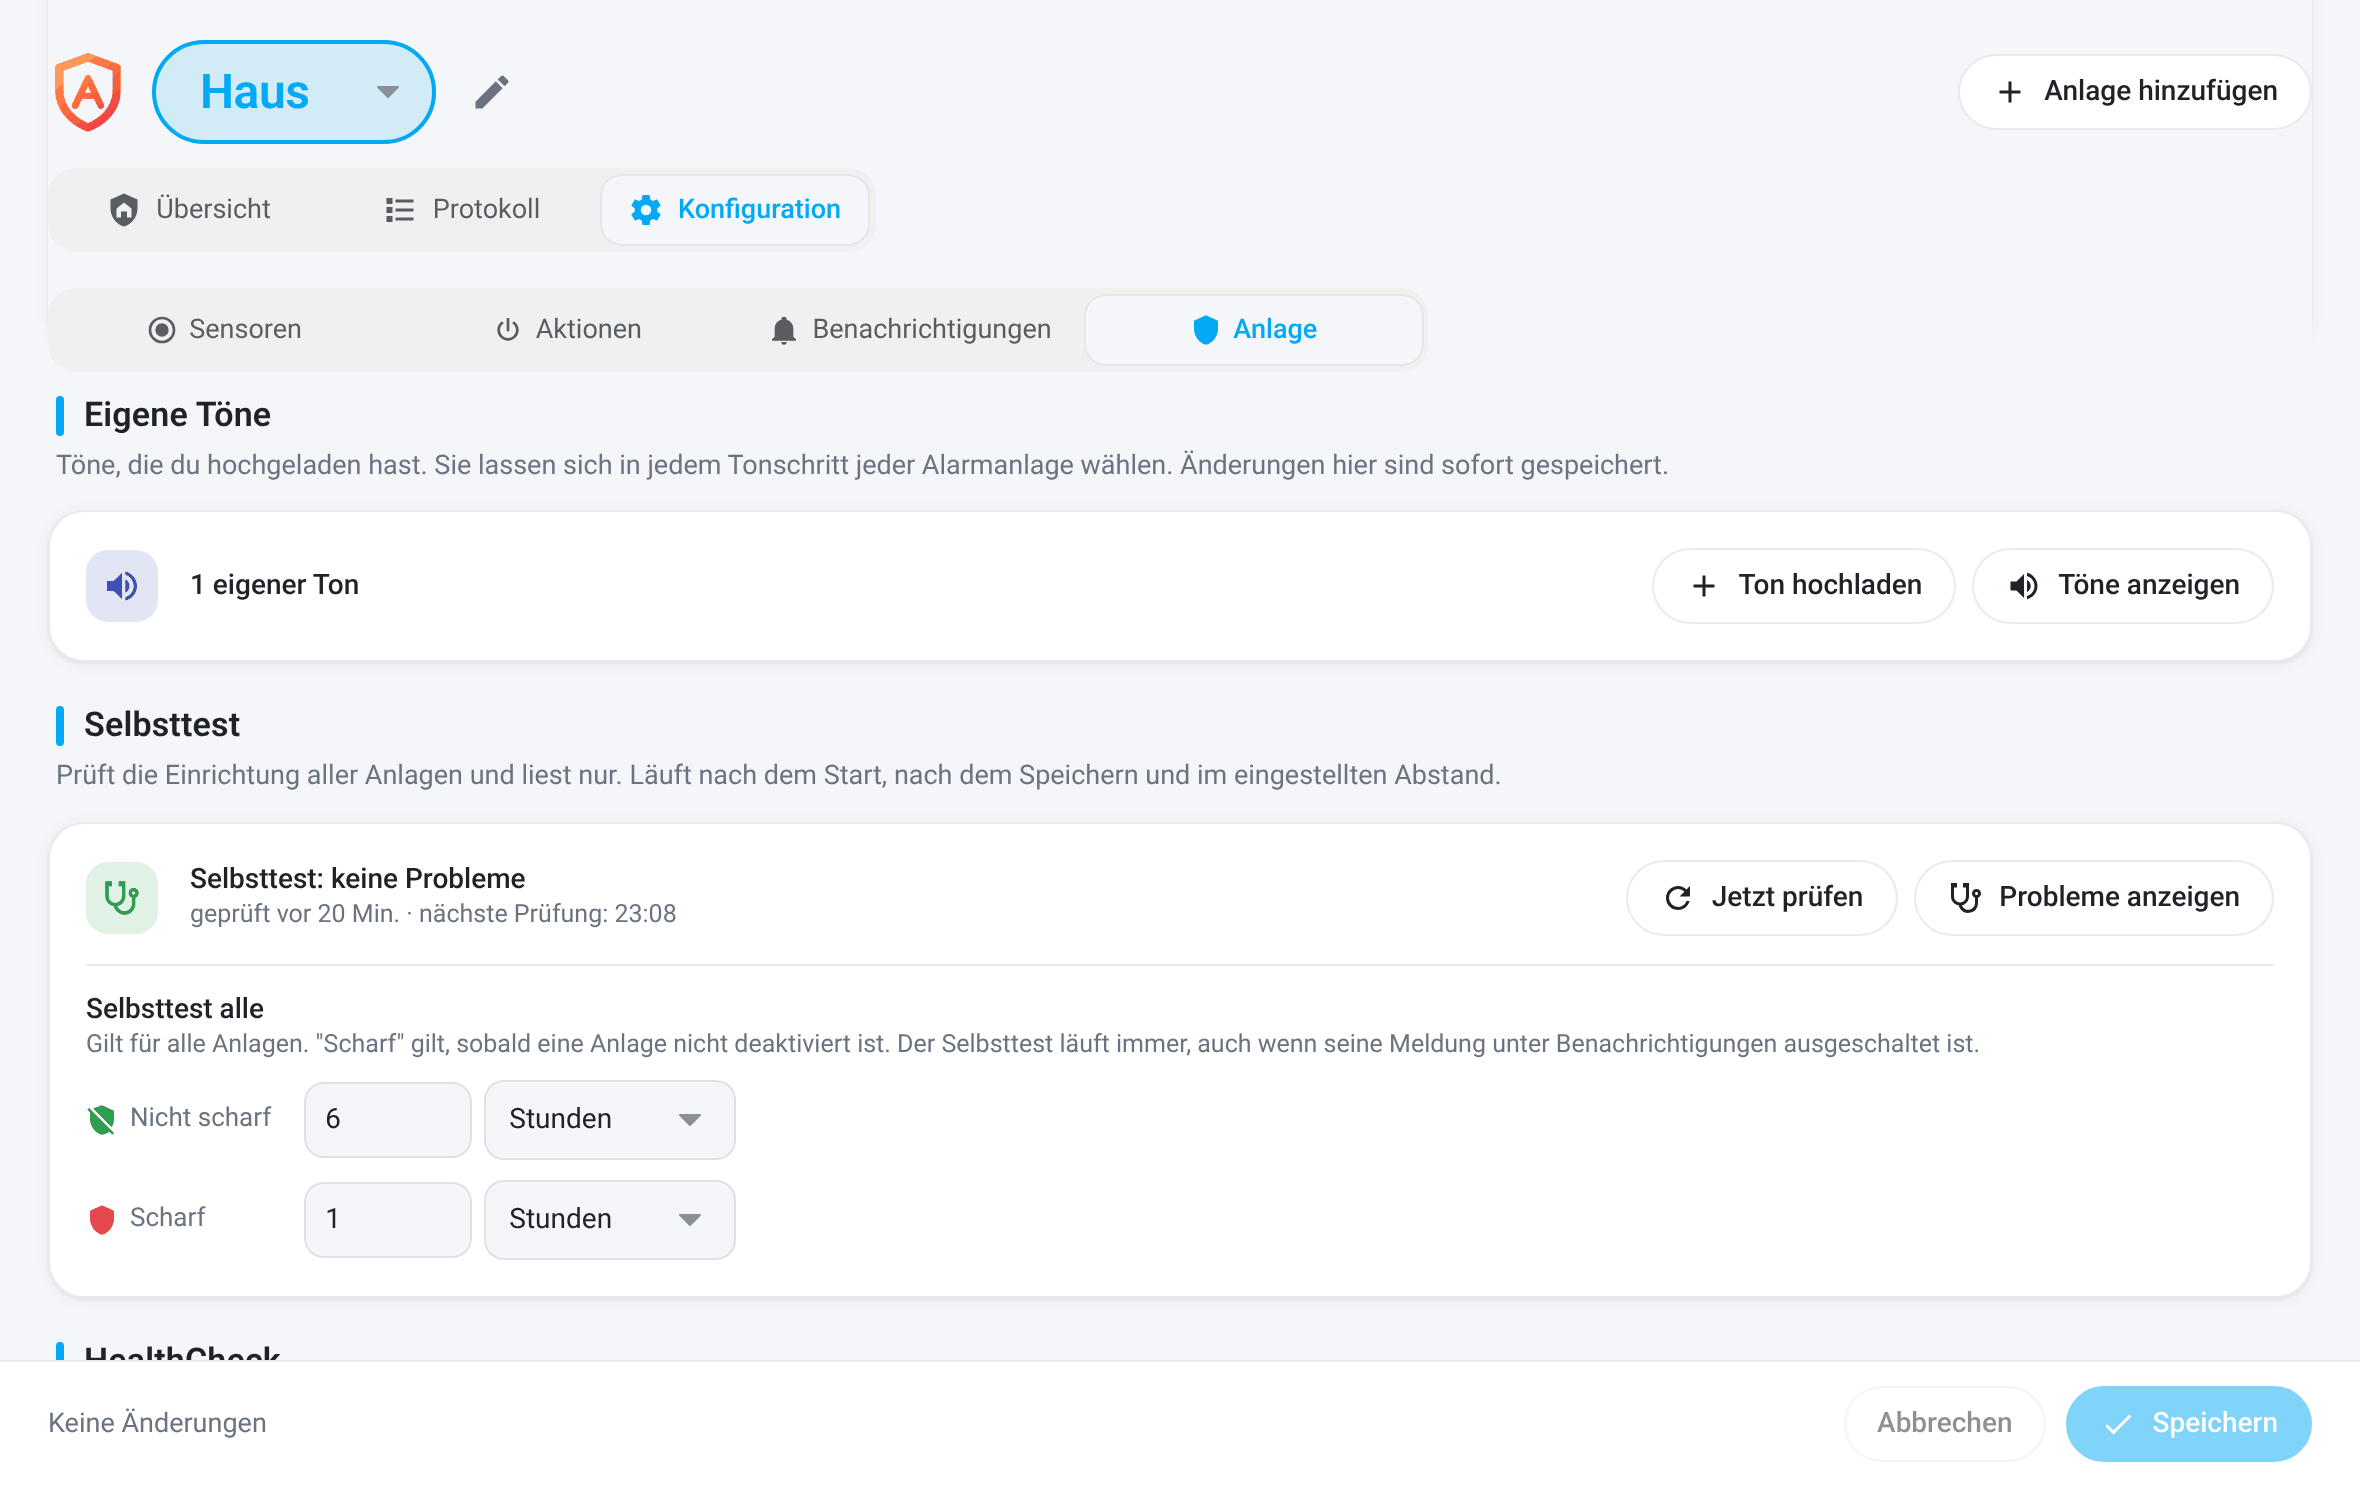 Haus
Anlage hinzufügen
Übersicht
Protokoll
Konfiguration
Sensoren
Aktionen
Benachrichtigungen
Anlage
Eigene Töne
Töne, die du hochgeladen hast. Sie lassen sich in jedem Tonschritt jeder Alarmanlage wählen. Änderungen hier sind sofort gespeichert.
1 eigener Ton
Ton hochladen
Töne anzeigen
Selbsttest
Prüft die Einrichtung aller Anlagen und liest nur. Läuft nach dem Start, nach dem Speichern und im eingestellten Abstand.
Selbsttest: keine Probleme
geprüft vor 20 Min. · nächste Prüfung: 23:08
Jetzt prüfen
Probleme anzeigen
Selbsttest alle
Gilt für alle Anlagen. "Scharf" gilt, sobald eine Anlage nicht deaktiviert ist. Der Selbsttest läuft immer, auch wenn seine Meldung unter Benachrichtigungen ausgeschaltet ist.
Nicht scharf
6
Stunden
Scharf
1
Stunden
HealthCheck
Keine Änderungen
Abbrechen
Speichern